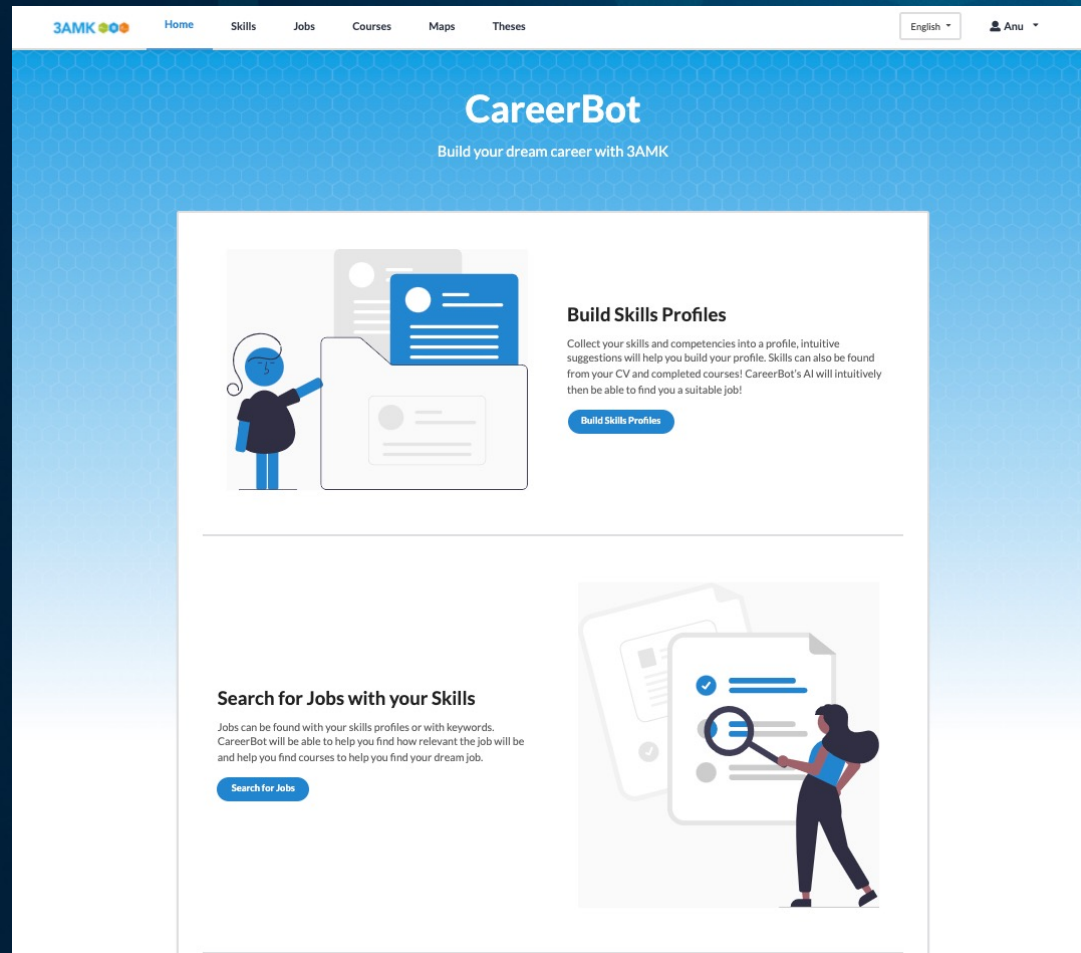 3AMK
Home
Skills
Jobs
Courses
Maps
Theses
English
Anu
CareerBot
Build your dream career with 3AMK
Build Skills Profiles
Collect your skills and competencies into a profile, intuitive
suggestions will help you build your profile. Skills can also be found
from your CV and completed courses! CareerBot's AI will intuitively
then be able to find you a suitable job!
Build Skills Profiles
Search for Jobs with your Skills
Jobs can be found with your skills profiles or with keywords.
CareerBot will be able to help you find how relevant the job will be
and help you find courses to help you find your dream job.
Search for Jobs